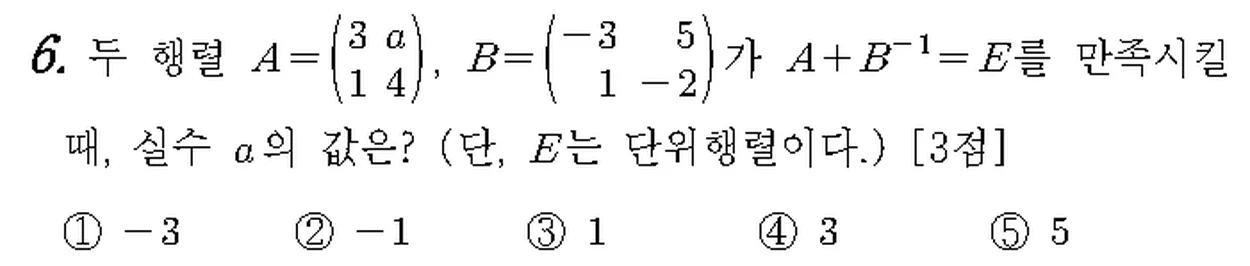 6. 두 행렬 A=(3 a 1 4), B=(-3 5 1 -2)가 A+B⁻¹=E를 만족시킬
때, 실수 a의 값은? (단, E는 단위행렬이다.) [3점]
① -3 ② -1 ③ 1 ④ 3 ⑤ 5